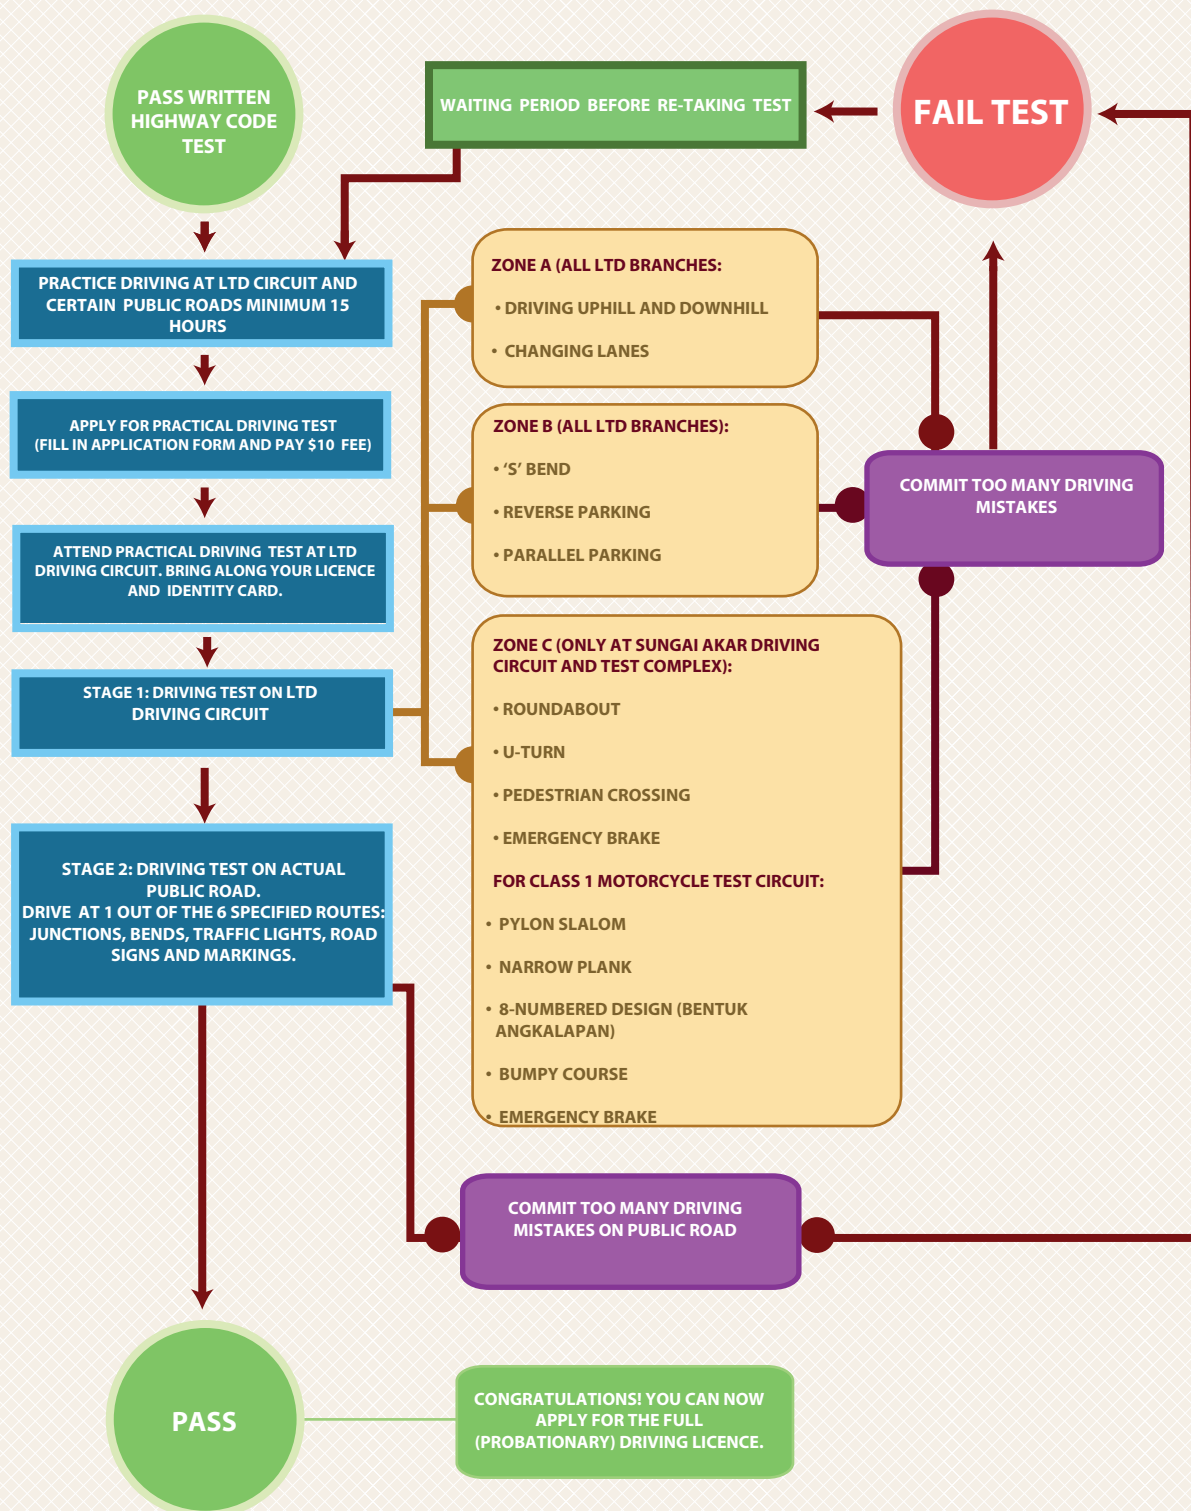 PASS WRITTEN
HIGHWAY CODE
TEST
WAITING PERIOD BEFORE RE-TAKING TEST
FAIL TEST
PRACTICE DRIVING AT LTD CIRCUIT AND
CERTAIN PUBLIC ROADS MINIMUM 15
HOURS
APPLY FOR PRACTICAL DRIVING TEST
(FILL IN APPLICATION FORM AND PAY $10 FEE)
ATTEND PRACTICAL DRIVING TEST AT LTD
DRIVING CIRCUIT. BRING ALONG YOUR LICENCE
AND IDENTITY CARD.
STAGE 1: DRIVING TEST ON LTD
DRIVING CIRCUIT
STAGE 2: DRIVING TEST ON ACTUAL
PUBLIC ROAD.
DRIVE AT 1 OUT OF THE 6 SPECIFIED ROUTES:
JUNCTIONS, BENDS, TRAFFIC LIGHTS, ROAD
SIGNS AND MARKINGS.
ZONE A (ALL LTD BRANCHES:
• DRIVING UPHILL AND DOWNHILL
• CHANGING LANES
ZONE B (ALL LTD BRANCHES):
• ‘S’ BEND
• REVERSE PARKING
• PARALLEL PARKING
ZONE C (ONLY AT SUNGAI AKAR DRIVING
CIRCUIT AND TEST COMPLEX):
• ROUNDABOUT
• U-TURN
• PEDESTRIAN CROSSING
• EMERGENCY BRAKE
FOR CLASS 1 MOTORCYCLE TEST CIRCUIT:
• PYLON SLALOM
• NARROW PLANK
• 8-NUMBERED DESIGN (BENTUK
ANGKALAPAN)
• BUMPY COURSE
• EMERGENCY BRAKE
COMMIT TOO MANY DRIVING
MISTAKES
COMMIT TOO MANY DRIVING
MISTAKES ON PUBLIC ROAD
PASS
CONGRATULATIONS! YOU CAN NOW
APPLY FOR THE FULL
(PROBATIONARY) DRIVING LICENCE.